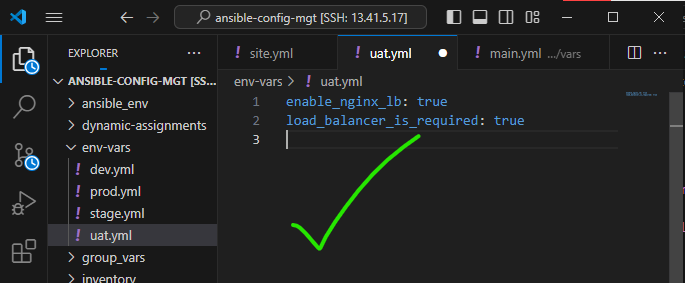 ansible-config-mgt [SSH: 13.41.5.17]
EXPLORER
ANSIBLE-CONFIG-MGT [SS...
ansible_env
dynamic-assignments
env-vars
! dev.yml
! prod.yml
! stage.yml
! uat.yml
group_vars
inventory
! site.yml
! uat.yml
! main.yml .../vars
env-vars > ! uat.yml
1 enable_nginx_lb: true
2 load_balancer_is_required: true
3